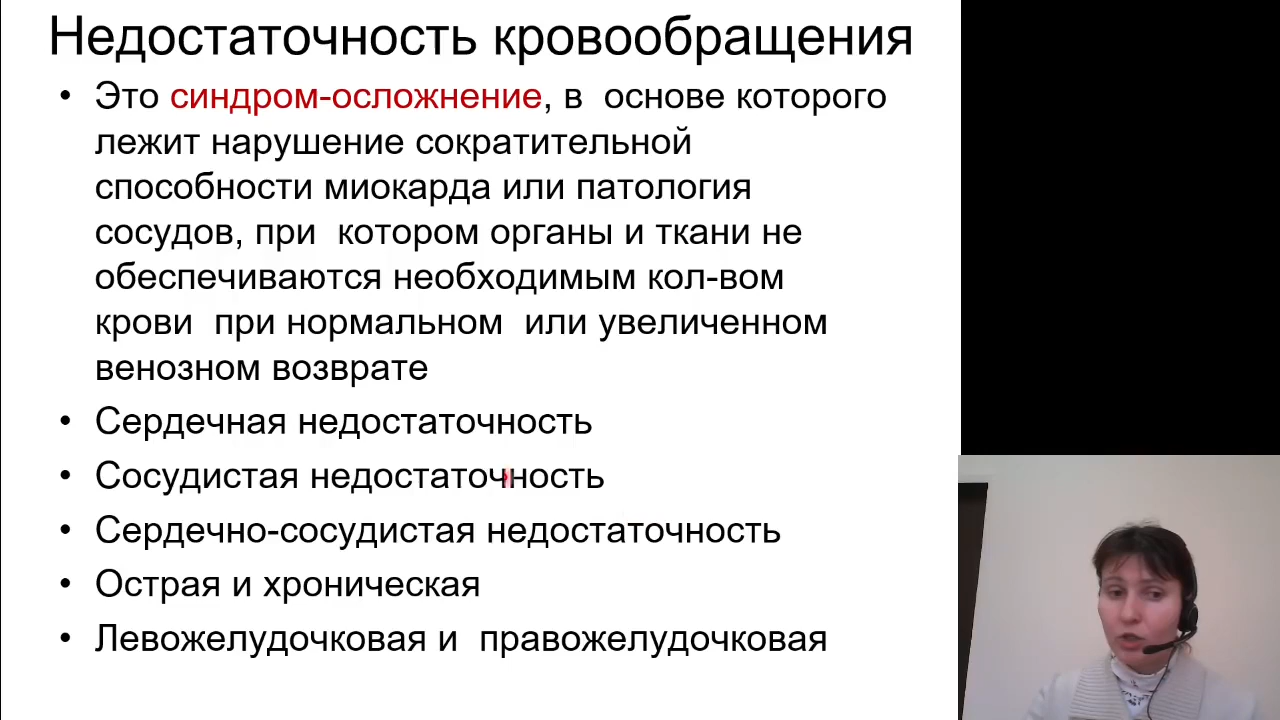 Недостаточность кровообращения
• Это синдром-осложнение, в основе которого
лежит нарушение сократительной
способности миокарда или патология
сосудов, при котором органы и ткани не
обеспечиваются необходимым кол-вом
крови при нормальном или увеличенном
венозном возврате
• Сердечная недостаточность
• Сосудистая недостаточность
• Сердечно-сосудистая недостаточность
• Острая и хроническая
• Левожелудочковая и правожелудочковая